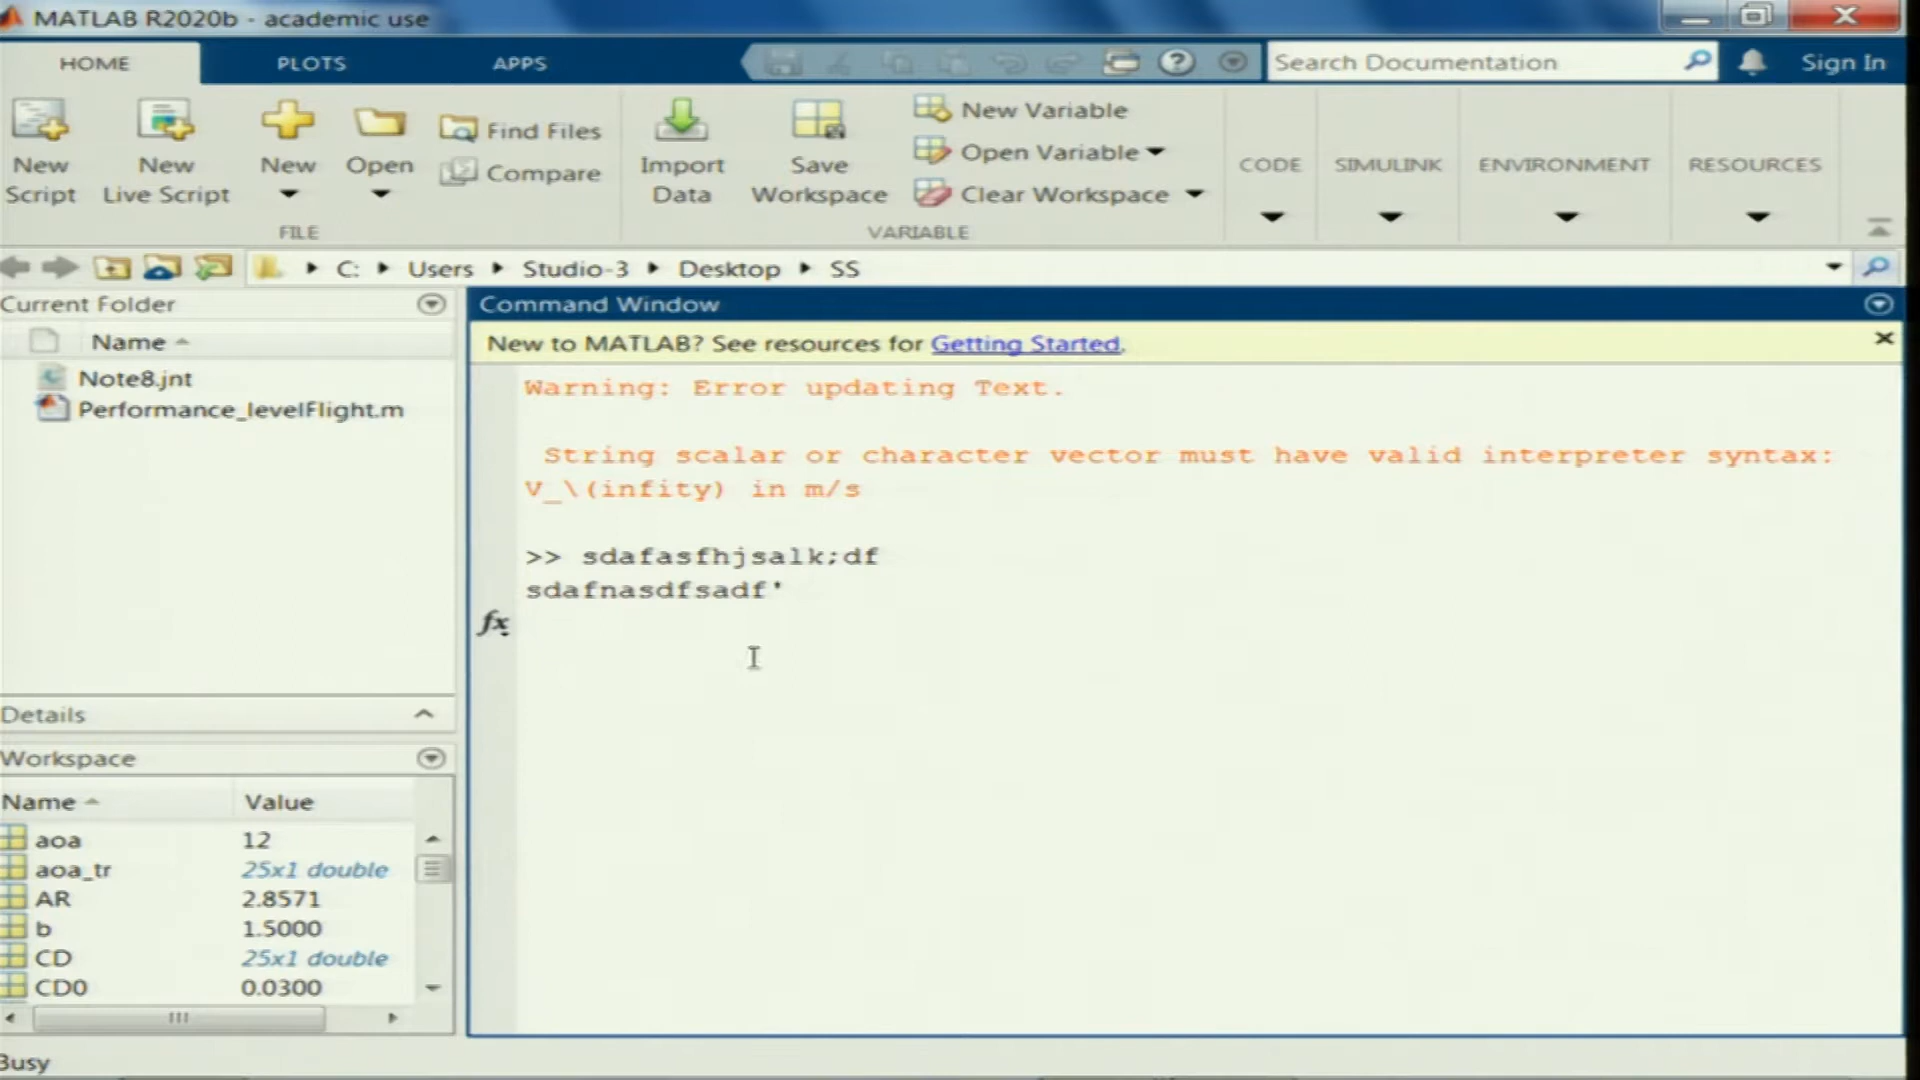 MATLAB R2020b - academic use
HOME PLOTS APPS
Search Documentation
Sign In
New Script
New Live Script
New
Open
Find Files
Compare
FILE
Import Data
Save Workspace
New Variable
Open Variable
Clear Workspace
VARIABLE
CODE
SIMULINK
ENVIRONMENT
RESOURCES
C: Users Studio-3 Desktop SS
Current Folder
Name
Note8.jnt
Performance_levelFlight.m
Details
Workspace
Name Value
aoa 12
aoa_tr 25x1 double
AR 2.8571
b 1.5000
CD 25x1 double
CD0 0.0300
Busy
Command Window
New to MATLAB? See resources for Getting Started.
Warning: Error updating Text.
String scalar or character vector must have valid interpreter syntax:
V_\(infity) in m/s
>> sdafasfhjsalk;df
sdafnasdfsadf'
fx